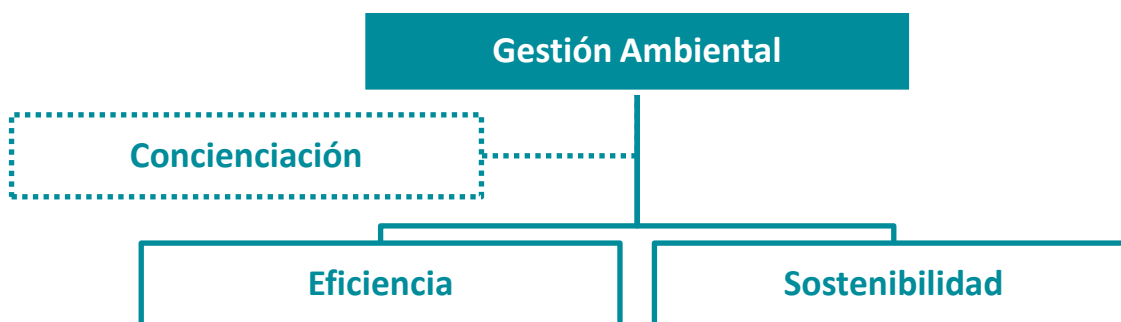 Gestión Ambiental
Concienciación
Eficiencia
Sostenibilidad